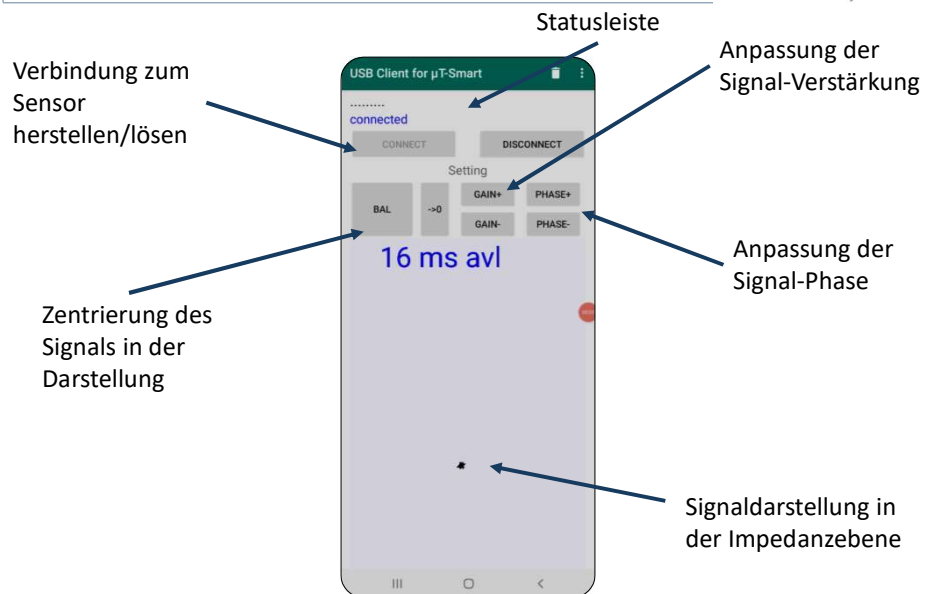 Statusleiste
Anpassung der
Signal-Verstärkung
Verbindung zum
Sensor
herstellen/lösen
USB Client for µT-Smart
---------
connected
CONNECT
DISCONNECT
Setting
BAL
->0
GAIN+
PHASE+
GAIN-
PHASE-
16 ms avl
Anpassung der
Signal-Phase
Zentrierung des
Signals in der
Darstellung
Signaldarstellung in
der Impedanzebene